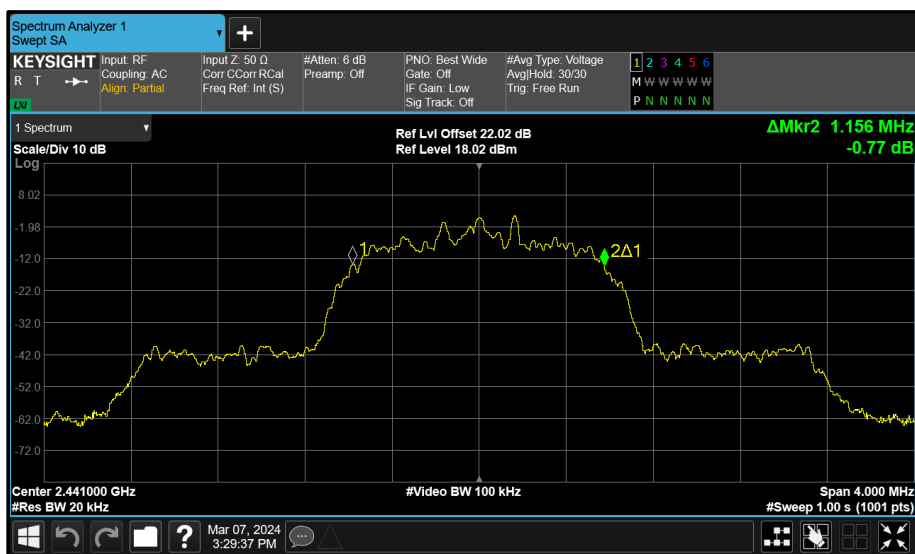 Spectrum Analyzer 1
Swept SA
+
KEYSIGHT
R T
LXI
Input: RF
Coupling: AC
Align: Partial
Input Z: 50 Ω
Corr CCorr RCal
Freq Ref: Int (S)
#Atten: 6 dB
Preamp: Off
PNO: Best Wide
Gate: Off
IF Gain: Low
Sig Track: Off
#Avg Type: Voltage
Avg|Hold: 30/30
Trig: Free Run
1 2 3 4 5 6
M W W W W W
P N N N N N
1 Spectrum
Scale/Div 10 dB
Log
Ref Lvl Offset 22.02 dB
Ref Level 18.02 dBm
ΔMkr2 1.156 MHz
-0.77 dB
8.02
-1.98
-12.0
-22.0
-32.0
-42.0
-52.0
-62.0
-72.0
1
2Δ1
Center 2.441000 GHz
#Res BW 20 kHz
#Video BW 100 kHz
Span 4.000 MHz
#Sweep 1.00 s (1001 pts)
?
Mar 07, 2024
3:29:37 PM